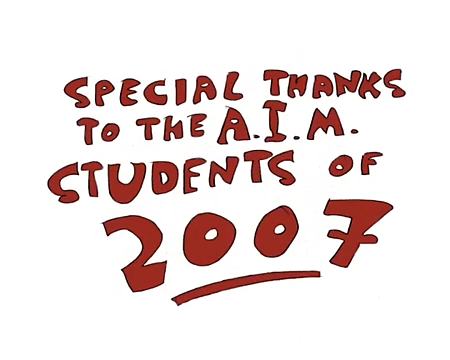 SPECIAL THANKS
TO THE A.I.M.
STUDENTS OF
2007